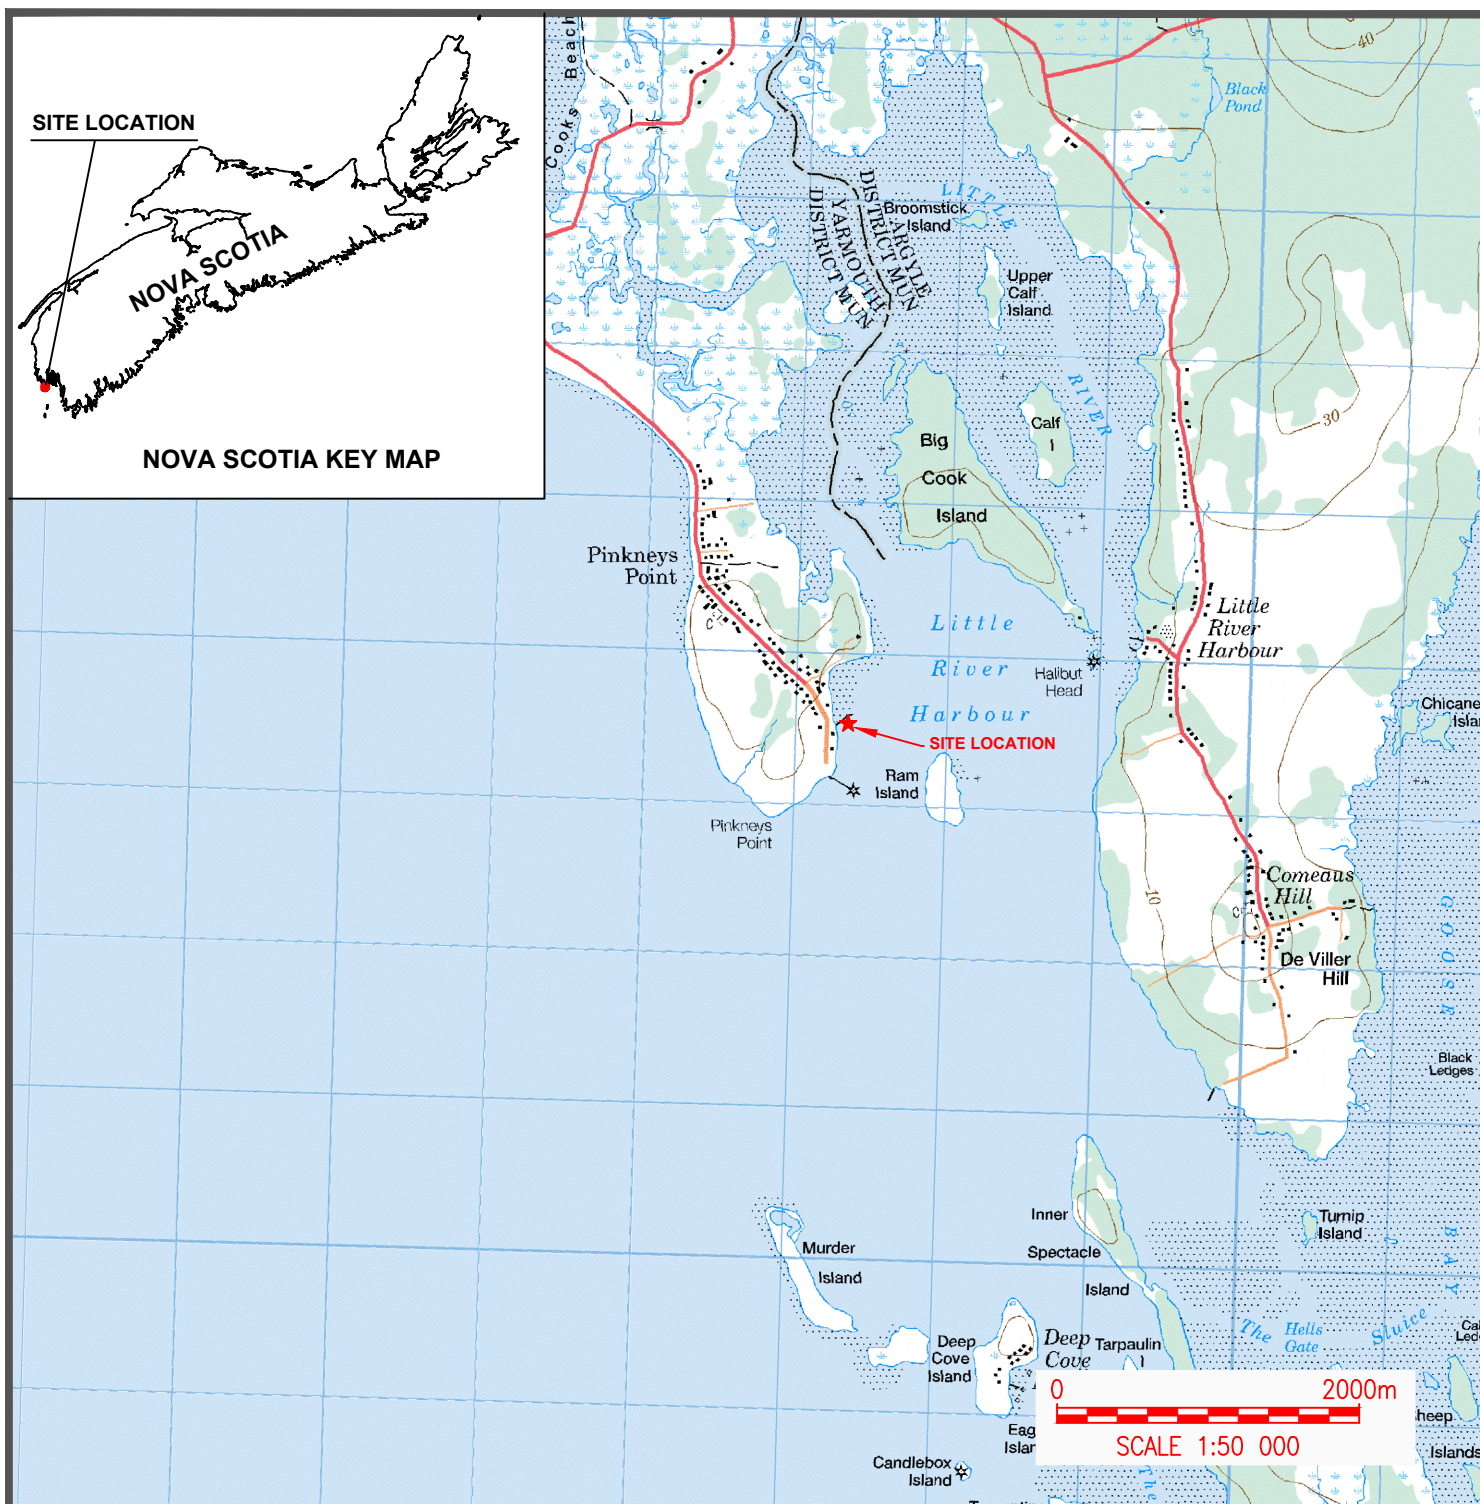 SITE LOCATION
NOVA SCOTIA
NOVA SCOTIA KEY MAP
Cooks Beach
40
Black
Pond
LITTLE
RIVER
Broomstick
Island
DISTRICT MUN
ARGYLE
YARMOUTH
DISTRICT MUN
Upper
Calf
Island
Calf
I
Big
Cook
Island
30
Pinkneys
Point
C
Little
River
Harbour
Little
River
Harbour
Halibut
Head
SITE LOCATION
Ram
Island
Pinkneys
Point
Chicane
10
Comeaus
Hill
C
De Viller
Hill
GOOSE
BAY
Black
Ledges
Inner
Spectacle
Island
Turnip
Island
Murder
Island
The Hells
Gate
Sluice
Deep
Cove
Island
Deep
Cove
Tarpaulin
I
0 2000m
SCALE 1:50 000
Islands
Candlebox
Island
The